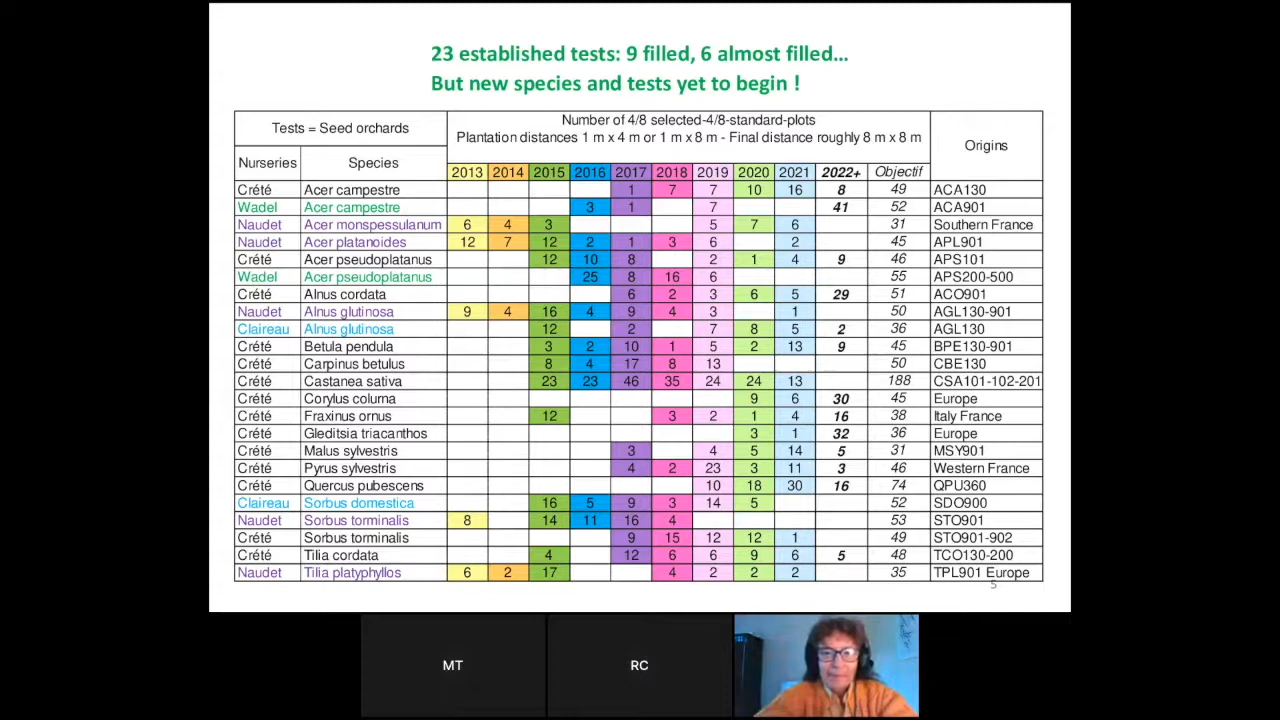 23 established tests: 9 filled, 6 almost filled…
But new species and tests yet to begin !
Tests = Seed orchards
Number of 4/8 selected-4/8-standard-plots
Plantation distances 1 m x 4 m or 1 m x 8 m - Final distance roughly 8 m x 8 m
Origins
Nurseries Species 2013 2014 2015 2016 2017 2018 2019 2020 2021 2022+ Objectif
Crété Acer campestre 1 7 7 10 16 8 49 ACA130
Wadel Acer campestre 3 1 7 41 52 ACA901
Naudet Acer monspessulanum 6 4 3 5 7 6 31 Southern France
Naudet Acer platanoides 12 7 12 2 1 3 6 2 45 APL901
Crété Acer pseudoplatanus 12 10 8 2 1 4 9 46 APS101
Wadel Acer pseudoplatanus 25 8 16 6 55 APS200-500
Crété Alnus cordata 6 2 3 6 5 29 51 ACO901
Naudet Alnus glutinosa 9 4 16 4 9 4 3 1 50 AGL130-901
Claireau Alnus glutinosa 12 2 7 8 5 2 36 AGL130
Crété Betula pendula 3 2 10 1 5 2 13 9 45 BPE130-901
Crété Carpinus betulus 8 4 17 8 13 50 CBE130
Crété Castanea sativa 23 23 46 35 24 24 13 188 CSA101-102-201
Crété Corylus columa 9 6 30 45 Europe
Crété Fraxinus ornus 12 3 2 1 4 16 38 Italy France
Crété Gleditsia triacanthos 3 1 32 36 Europe
Crété Malus sylvestris 3 4 5 14 5 31 MSY901
Crété Pyrus sylvestris 4 2 23 3 11 3 46 Western France
Crété Quercus pubescens 10 18 30 16 74 QPU360
Claireau Sorbus domestica 16 5 9 3 14 5 52 SDO900
Naudet Sorbus torminalis 8 14 11 16 4 53 STO901
Crété Sorbus torminalis 9 15 12 12 1 49 STO901-902
Crété Tilia cordata 4 12 6 6 9 6 5 48 TCO130-200
Naudet Tilia platyphyllos 6 2 17 4 2 2 2 35 TPL901 Europe
5
MT
RC